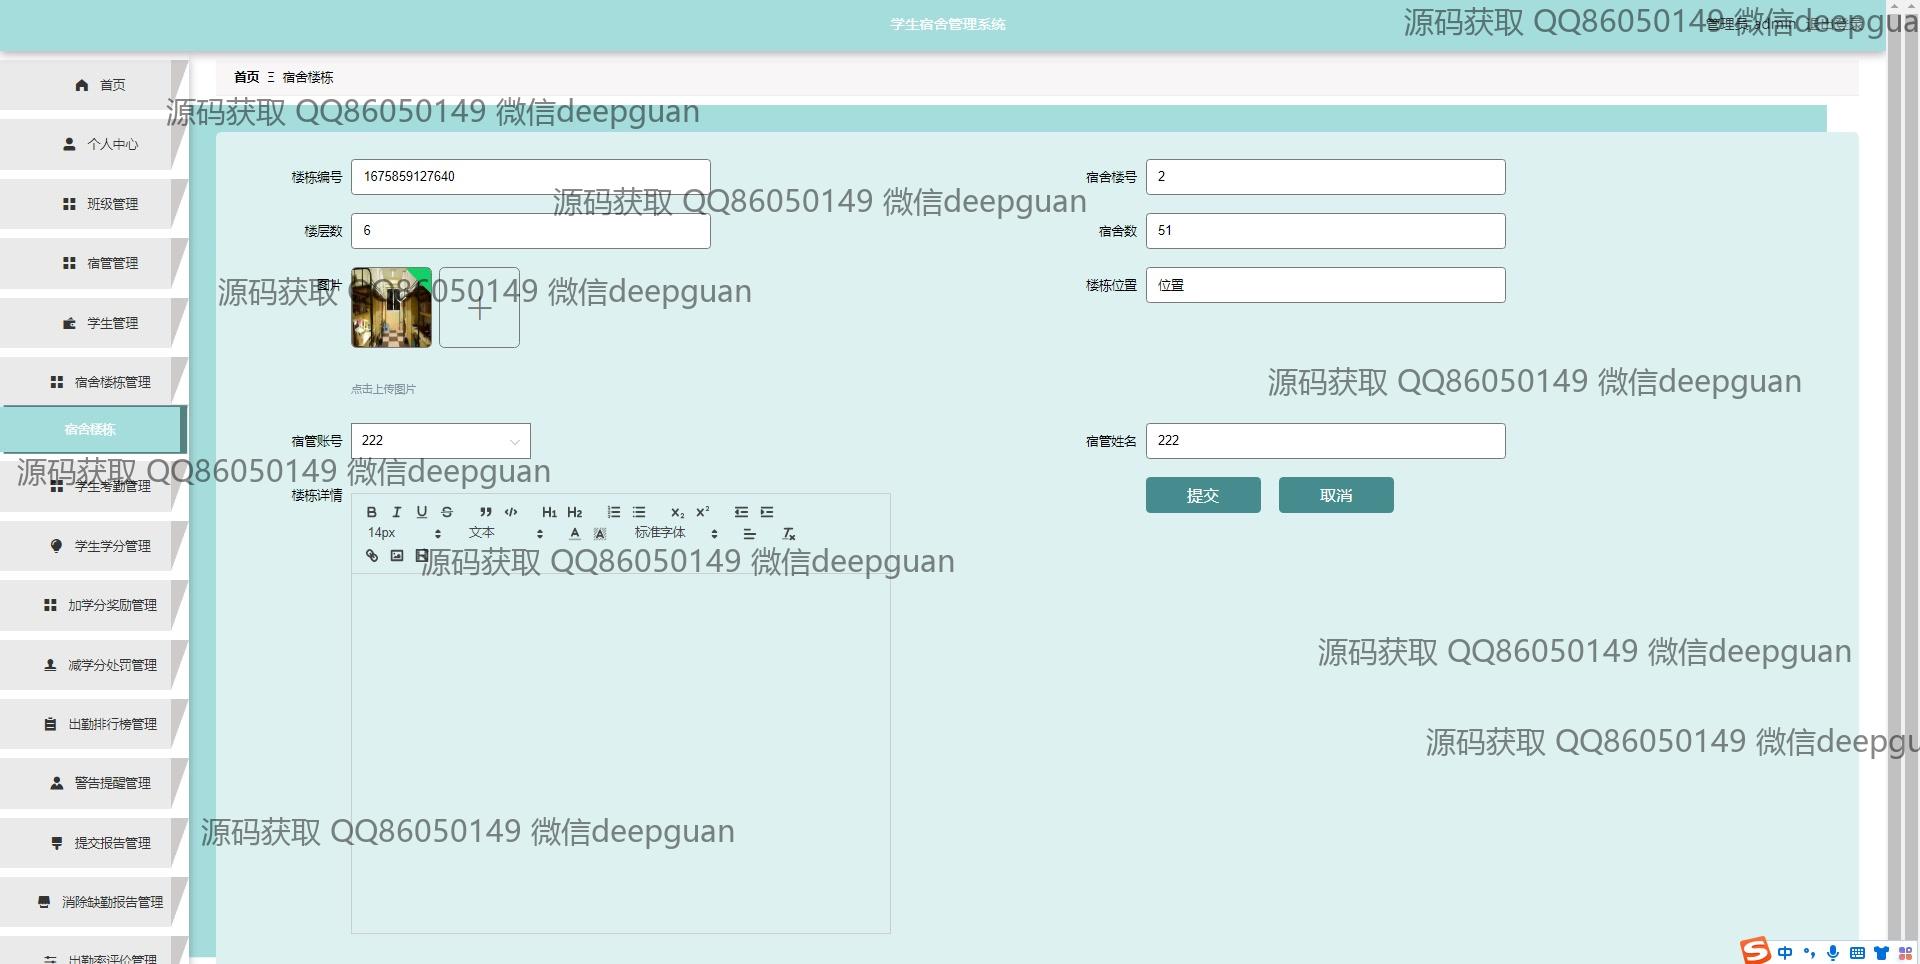 学生宿舍管理系统
管理员 admin 退出登录
源码获取 QQ86050149 微信deepgua
首页
首页 Ξ 宿舍楼栋
源码获取 QQ86050149 微信deepguan
个人中心
班级管理
宿管管理
学生管理
宿舍楼栋管理
宿舍楼栋
学生考勤管理
学生学分管理
加学分奖励管理
减学分处罚管理
出勤排行榜管理
警告提醒管理
提交报告管理
消除缺勤报告管理
出勤率评价管理
楼栋编号 1675859127640
宿舍楼号 2
源码获取 QQ86050149 微信deepguan
楼层数 6
宿舍数 51
图片
楼栋位置 位置
源码获取 QQ86050149 微信deepguan
点击上传图片
源码获取 QQ86050149 微信deepguan
宿管账号 222
宿管姓名 222
源码获取 QQ86050149 微信deepguan
楼栋详情
提交 取消
B I U S H1 H2 X2 X2
14px 文本 A A 标准字体 Tx
源码获取 QQ86050149 微信deepguan
源码获取 QQ86050149 微信deepguan
源码获取 QQ86050149 微信deepgu
源码获取 QQ86050149 微信deepguan
S 中